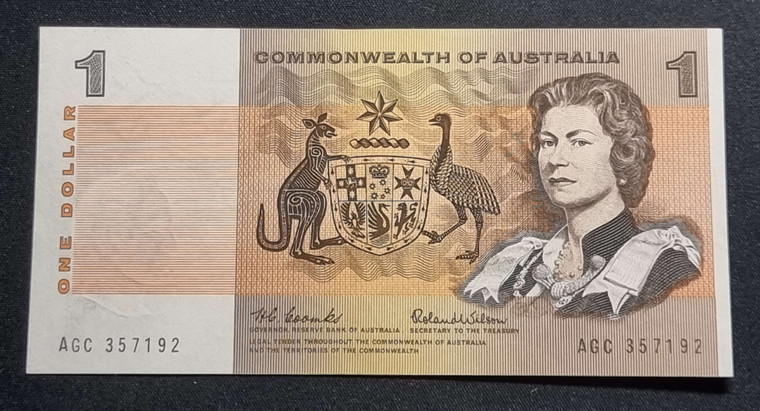 1
COMMONWEALTH OF AUSTRALIA
1
ONE DOLLAR
H.C. Coombs
Roland Wilson
GOVERNOR, RESERVE BANK OF AUSTRALIA
SECRETARY TO THE TREASURY
LEGAL TENDER THROUGHOUT THE COMMONWEALTH OF AUSTRALIA
AND THE TERRITORIES OF THE COMMONWEALTH
AGC 357192
AGC 357192